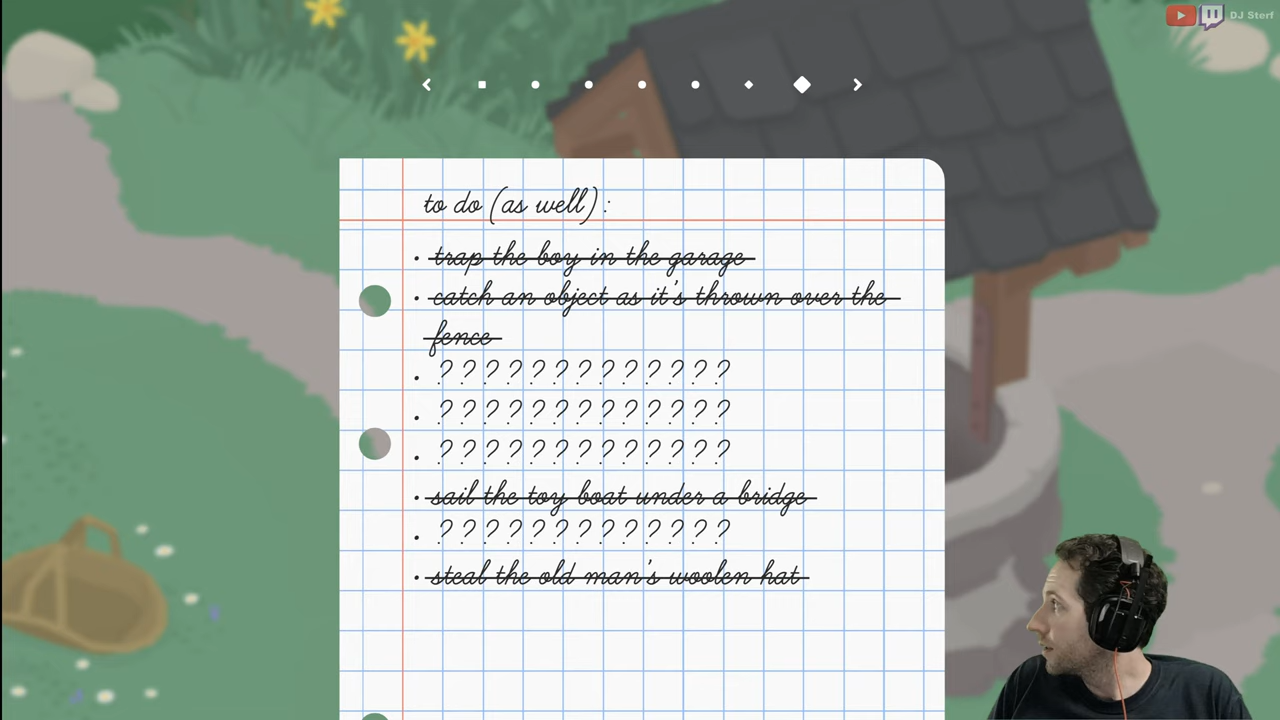 DJ Sterf
to do (as well) :
• trap the boy in the garage
• catch an object as it's thrown over the
fence
• ?????????????
• ?????????????
• ?????????????
• sail the toy boat under a bridge
• ?????????????
• steal the old man's woolen hat